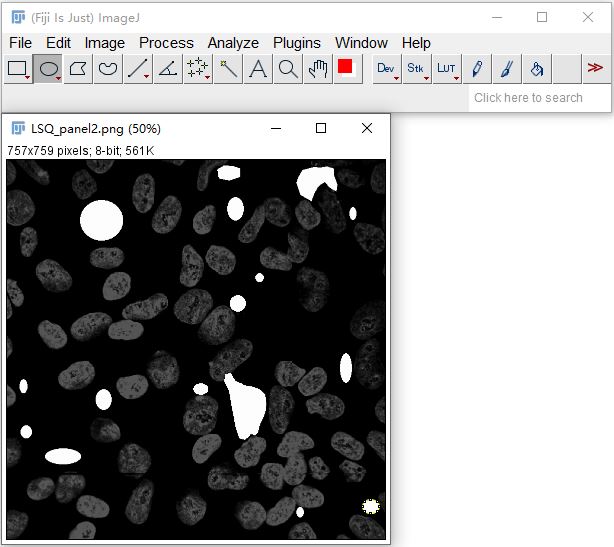 (Fiji Is Just) ImageJ
File Edit Image Process Analyze Plugins Window Help
A Dev Stk LUT >>
Click here to search
LSQ_panel2.png (50%)
757x759 pixels; 8-bit; 561K